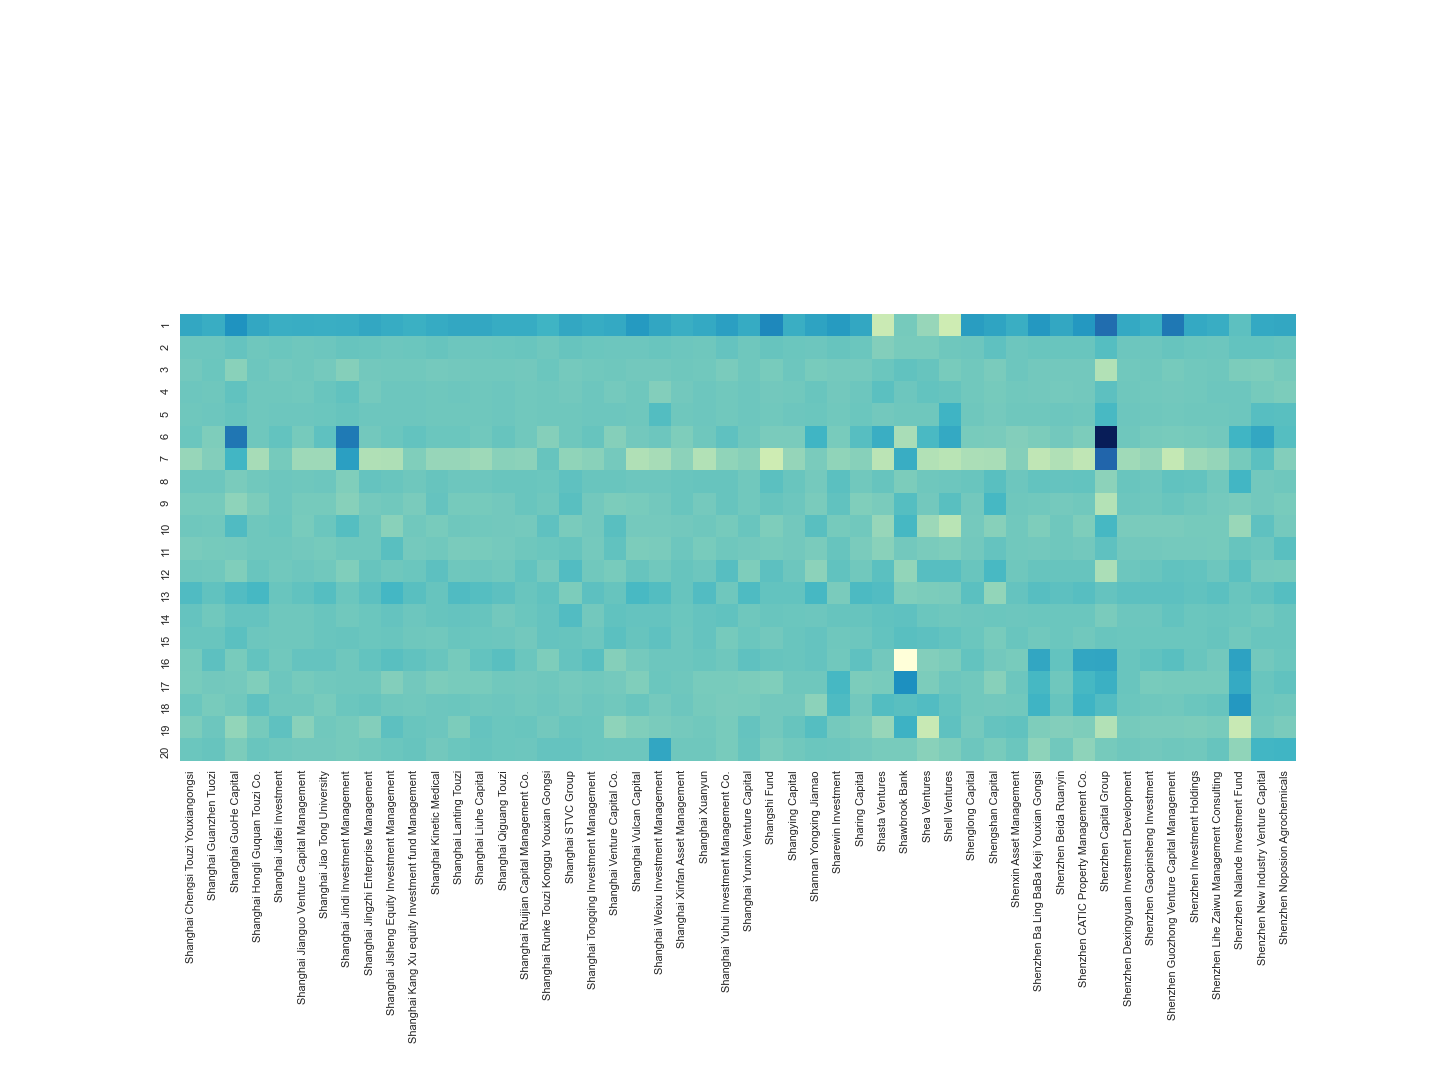 1
2
3
4
5
6
7
8
9
10
11
12
13
14
15
16
17
18
19
20
Shanghai Chengsi Touzi Youxiangongsi
Shanghai Guanzhen Tuozi
Shanghai GuoHe Capital
Shanghai Hongli Guquan Touzi Co.
Shanghai Jiafei Investment
Shanghai Jianguo Venture Capital Management
Shanghai Jiao Tong University
Shanghai Jindi Investment Management
Shanghai Jingzhi Enterprise Management
Shanghai Jisheng Equity Investment Management
Shanghai Kang Xu equity Investment fund Management
Shanghai Kinetic Medical
Shanghai Lanting Touzi
Shanghai Liuhe Capital
Shanghai Qiguang Touzi
Shanghai Ruijian Capital Management Co.
Shanghai Runke Touzi Konggu Youxian Gongsi
Shanghai STVC Group
Shanghai Tongqing Investment Management
Shanghai Venture Capital Co.
Shanghai Vulcan Capital
Shanghai Weixu Investment Management
Shanghai Xinfan Asset Management
Shanghai Xuanyun
Shanghai Yuhui Investment Management Co.
Shanghai Yunxin Venture Capital
Shangshi Fund
Shangying Capital
Shannan Yongxing Jiamao
Sharewin Investment
Sharing Capital
Shasta Ventures
Shawbrook Bank
Shea Ventures
Shell Ventures
Shenglong Capital
Shengshan Capital
Shenxin Asset Management
Shenzhen Ba Ling BaBa Keji Youxian Gongsi
Shenzhen Beida Ruanyin
Shenzhen CATIC Property Management Co.
Shenzhen Capital Group
Shenzhen Dexingyuan Investment Development
Shenzhen Gaopinsheng Investment
Shenzhen Guozhong Venture Capital Management
Shenzhen Investment Holdings
Shenzhen Lihe Zaiwu Management Consulting
Shenzhen Nalande Investment Fund
Shenzhen New Industry Venture Capital
Shenzhen Noposion Agrochemicals